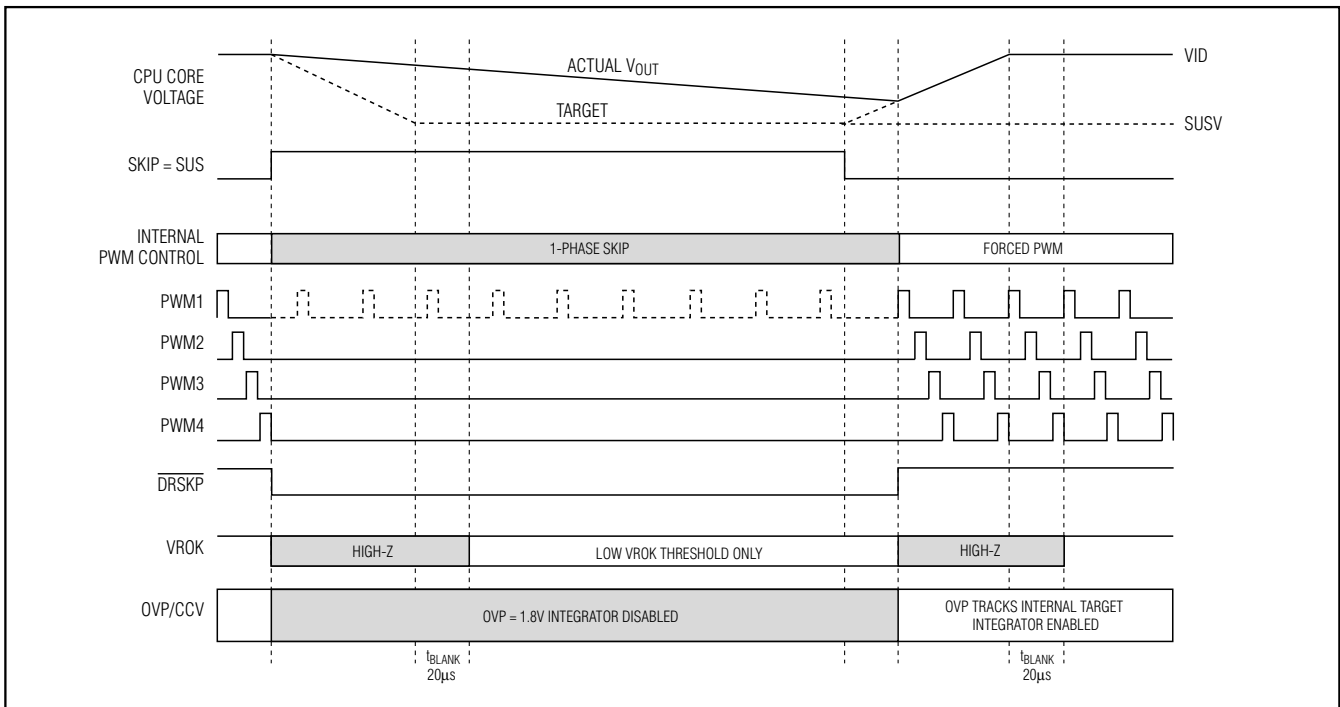 CPU CORE
VOLTAGE
ACTUAL VOUT
TARGET
VID
SUSV
SKIP = SUS
INTERNAL
PWM CONTROL
1-PHASE SKIP
FORCED PWM
PWM1
PWM2
PWM3
PWM4
DRSKP
VROK
HIGH-Z
LOW VROK THRESHOLD ONLY
HIGH-Z
OVP/CCV
OVP = 1.8V INTEGRATOR DISABLED
OVP TRACKS INTERNAL TARGET
INTEGRATOR ENABLED
tBLANK
20μs
tBLANK
20μs